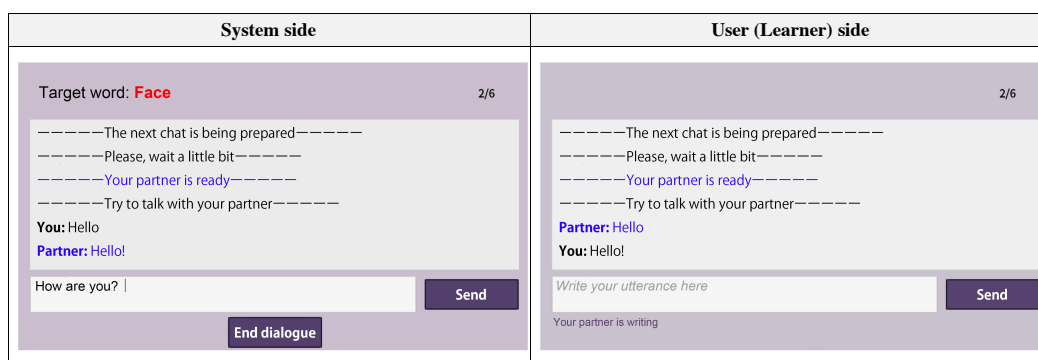 System side
Target word: Face
2/6
—————The next chat is being prepared—————
—————Please, wait a little bit—————
—————Your partner is ready—————
—————Try to talk with your partner—————
You: Hello
Partner: Hello!
How are you?
Send
End dialogue
User (Learner) side
2/6
—————The next chat is being prepared—————
—————Please, wait a little bit—————
—————Your partner is ready—————
—————Try to talk with your partner—————
Partner: Hello
You: Hello!
Write your utterance here
Send
Your partner is writing